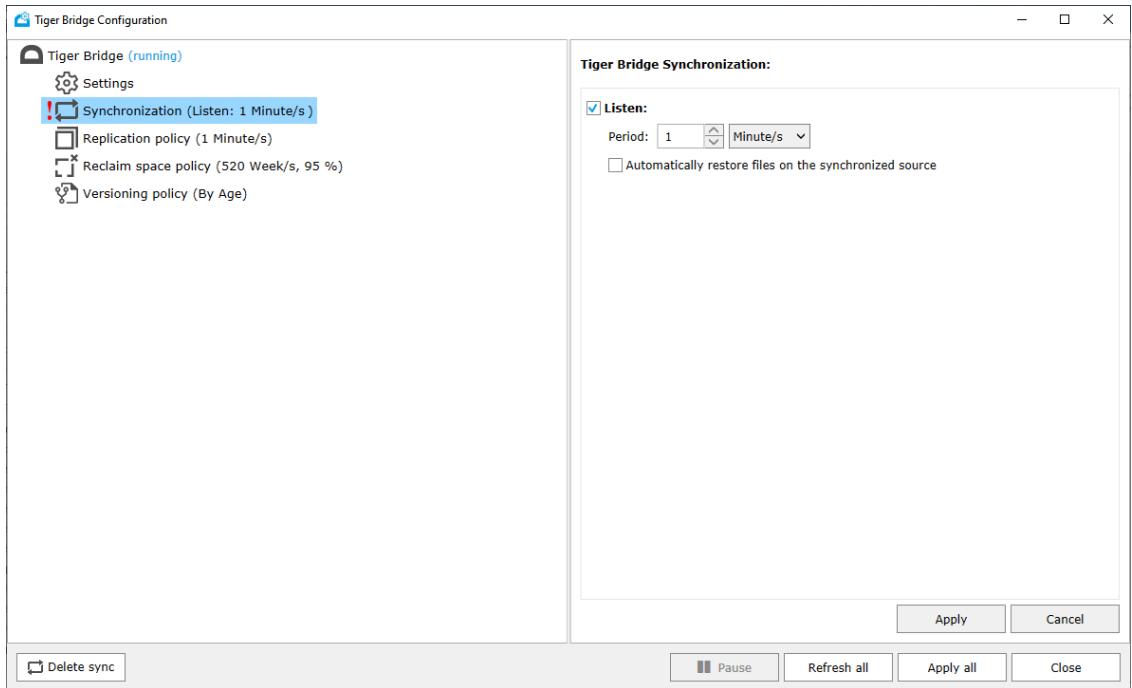 Tiger Bridge Configuration
Tiger Bridge (running)
Settings
Synchronization (Listen: 1 Minute/s )
Replication policy (1 Minute/s)
Reclaim space policy (520 Week/s, 95 %)
Versioning policy (By Age)
Tiger Bridge Synchronization:
Listen:
Period: 1 Minute/s
Automatically restore files on the synchronized source
Apply Cancel
Delete sync Pause Refresh all Apply all Close